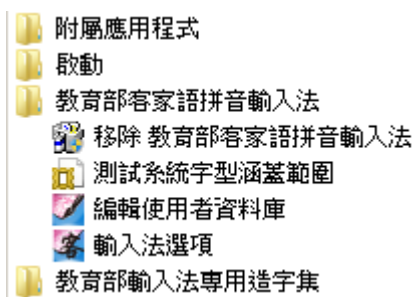 附屬應用程式
啟動
教育部客家語拼音輸入法
移除 教育部客家語拼音輸入法
測試系統字型涵蓋範圍
編輯使用者資料庫
輸入法選項
教育部輸入法專用造字集